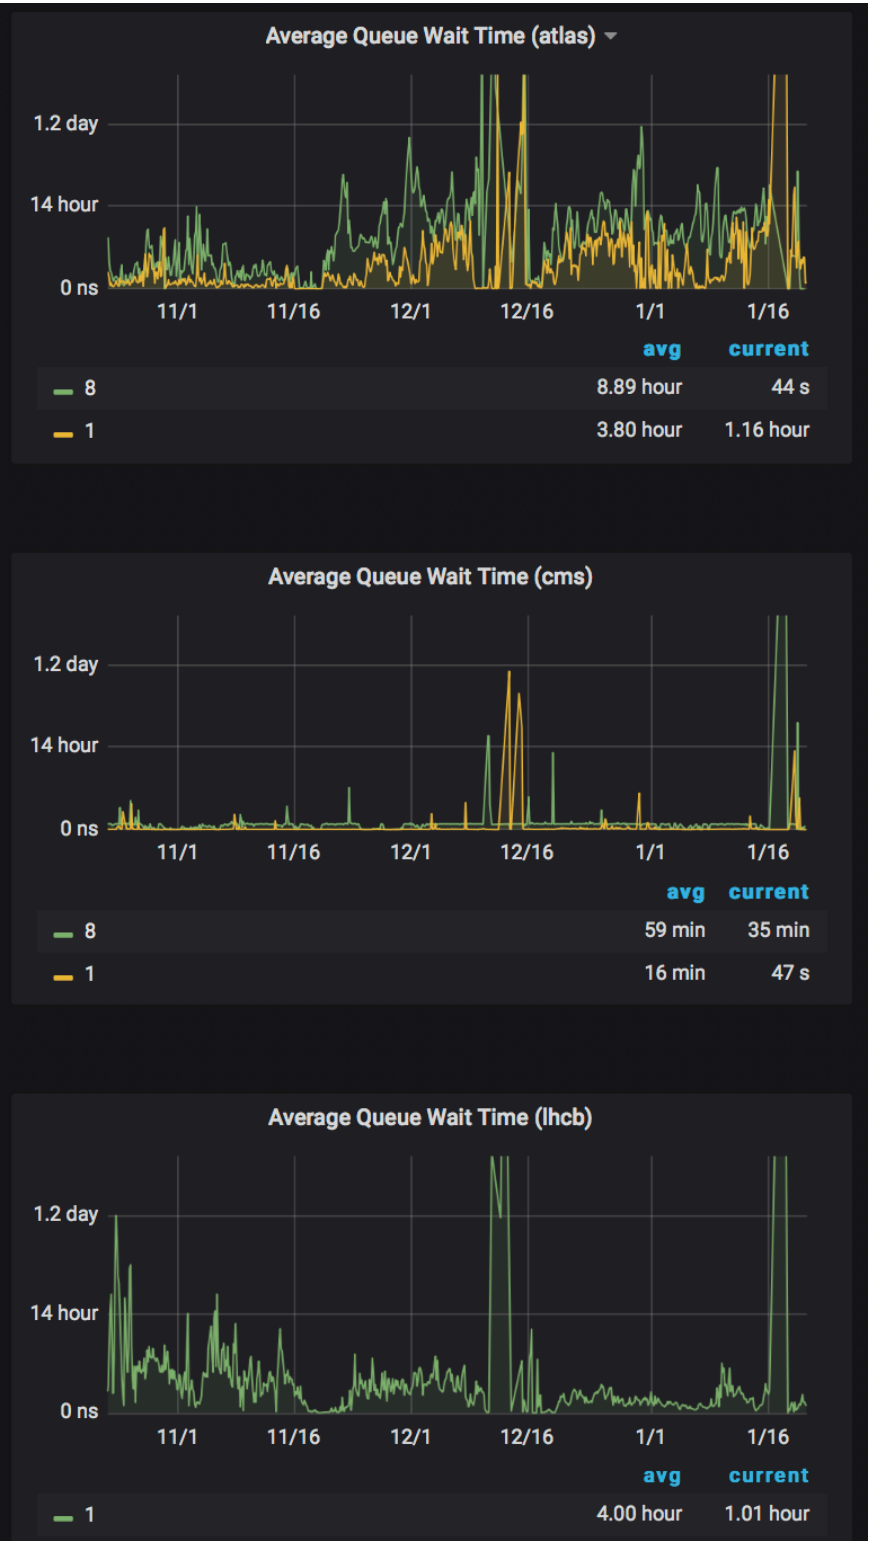 Average Queue Wait Time (atlas)
1.2 day
14 hour
0 ns
11/1 11/16 12/1 12/16 1/1 1/16
avg current
8 8.89 hour 44 s
1 3.80 hour 1.16 hour
Average Queue Wait Time (cms)
1.2 day
14 hour
0 ns
11/1 11/16 12/1 12/16 1/1 1/16
avg current
8 59 min 35 min
1 16 min 47 s
Average Queue Wait Time (lhcb)
1.2 day
14 hour
0 ns
11/1 11/16 12/1 12/16 1/1 1/16
avg current
1 4.00 hour 1.01 hour